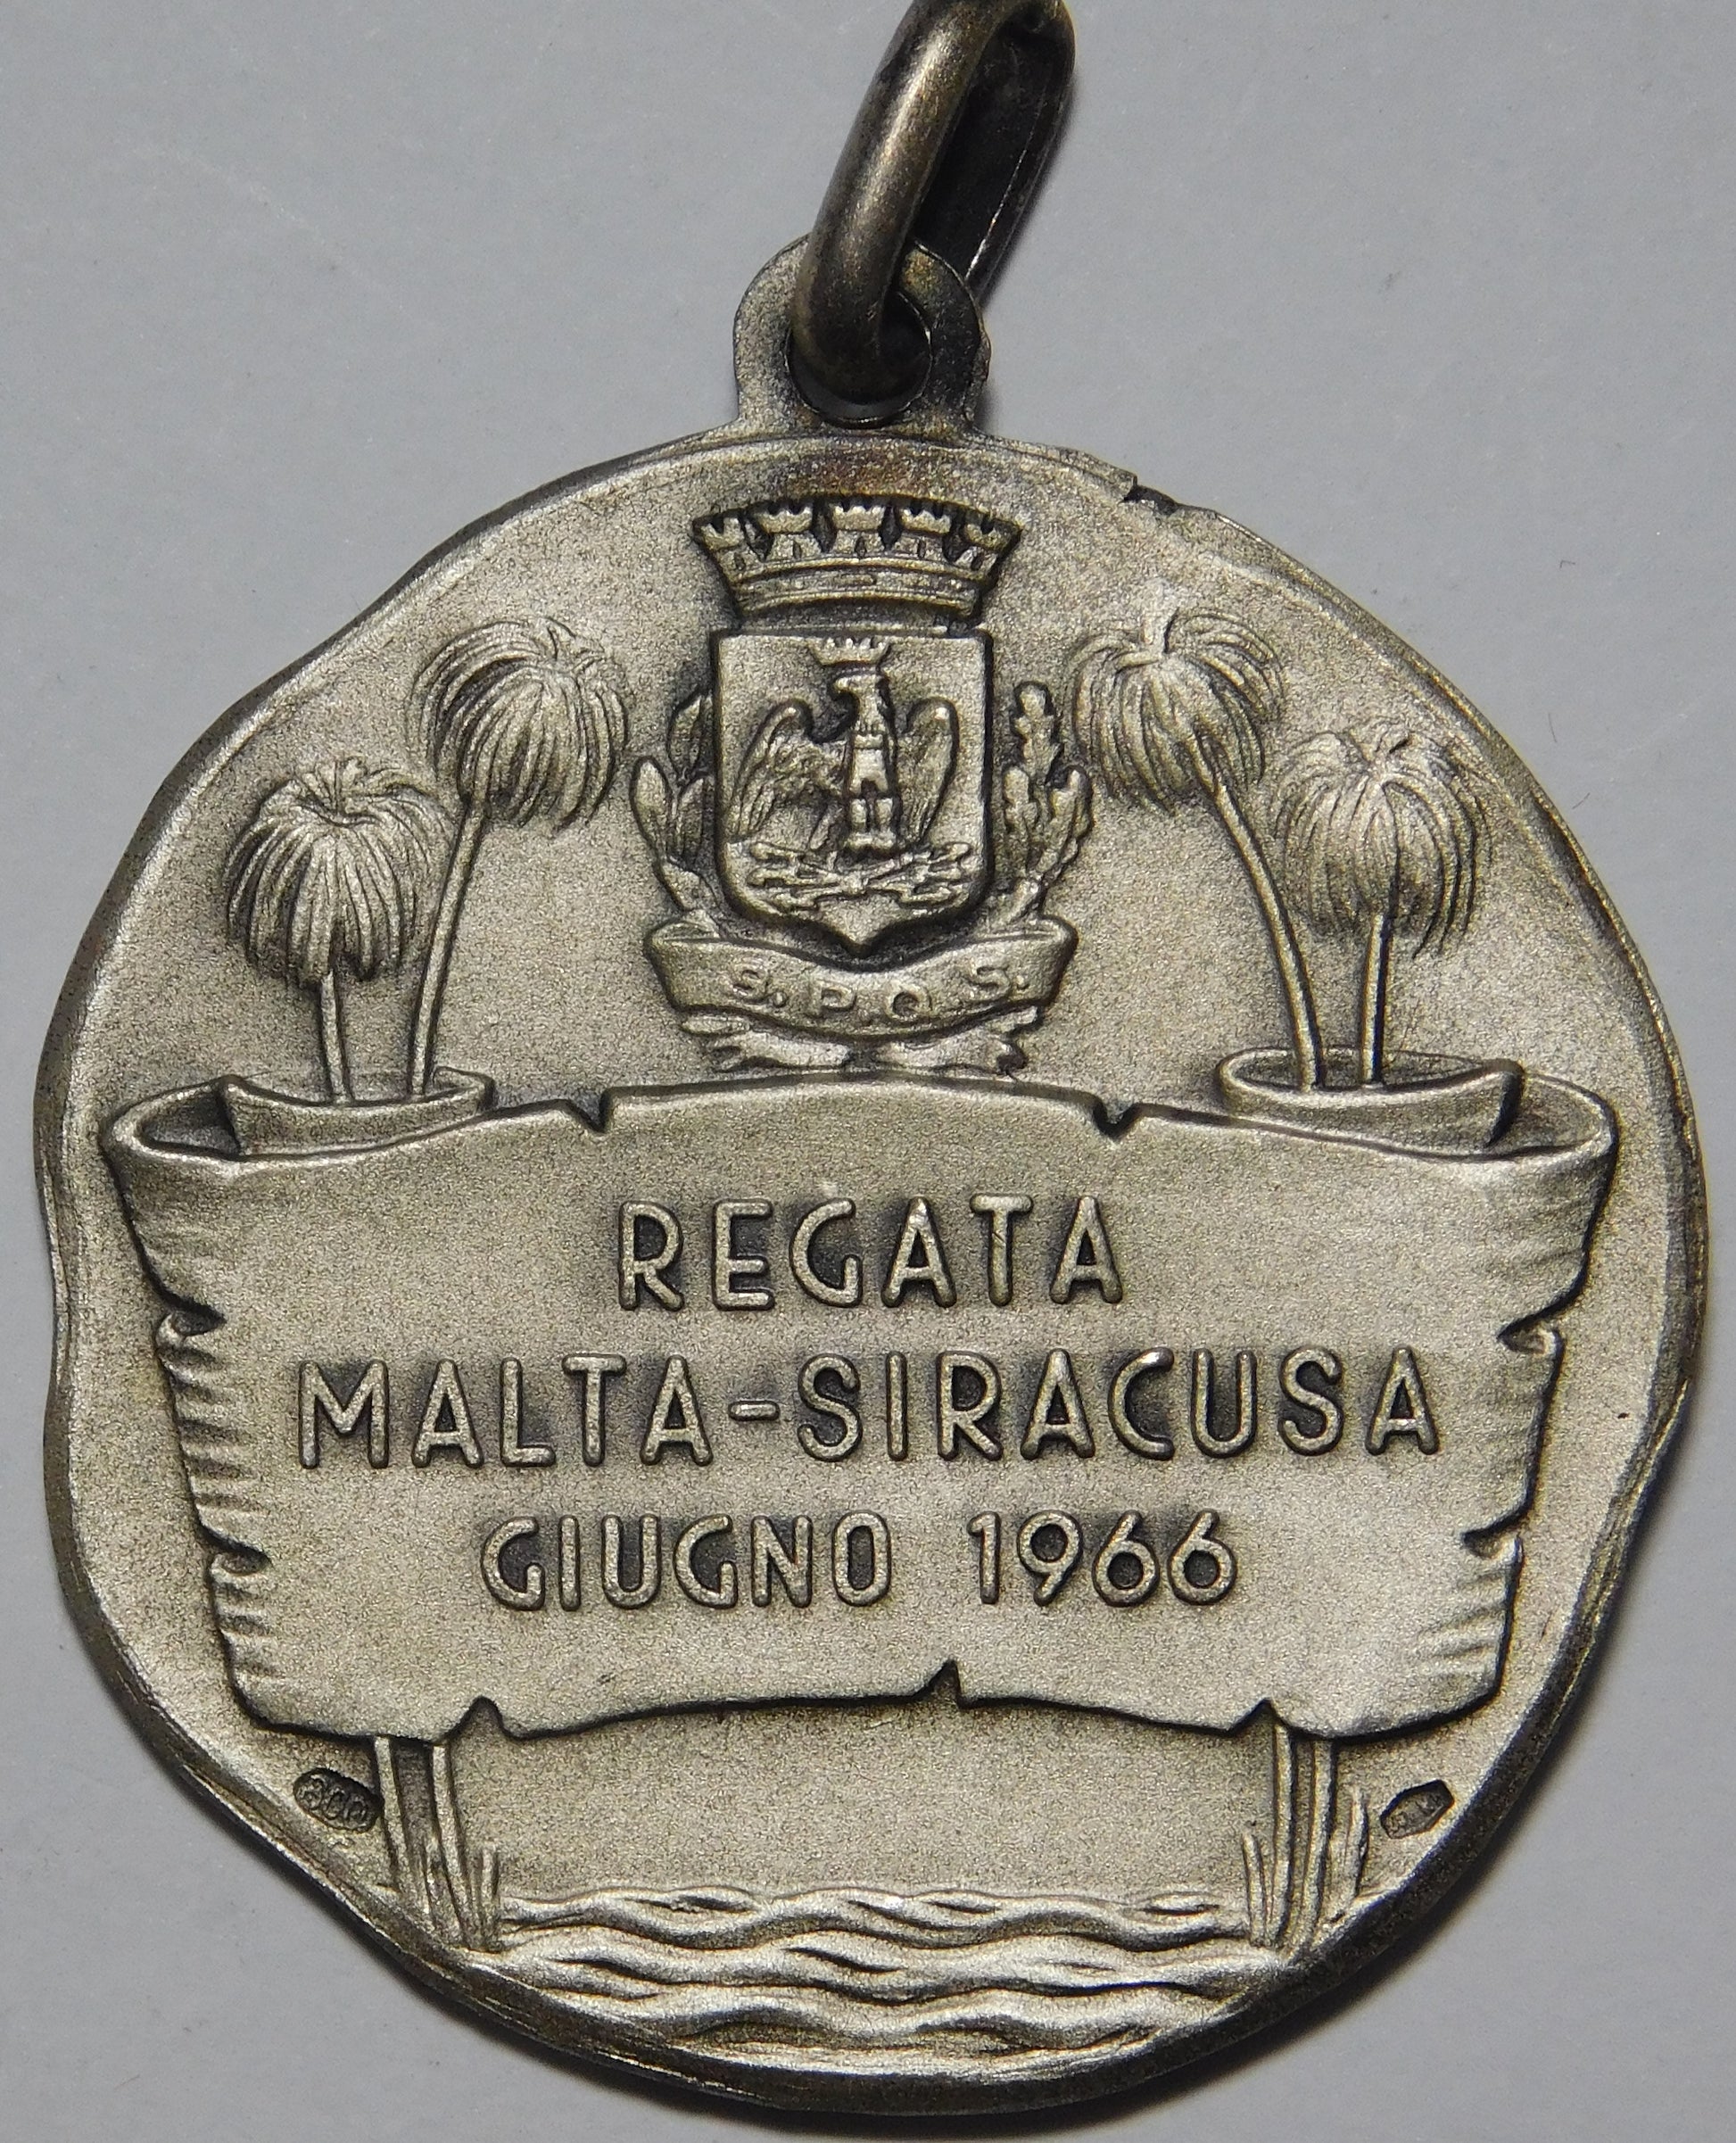 S.P.Q.S.
REGATA
MALTA-SIRACUSA
GIUGNO 1966
800